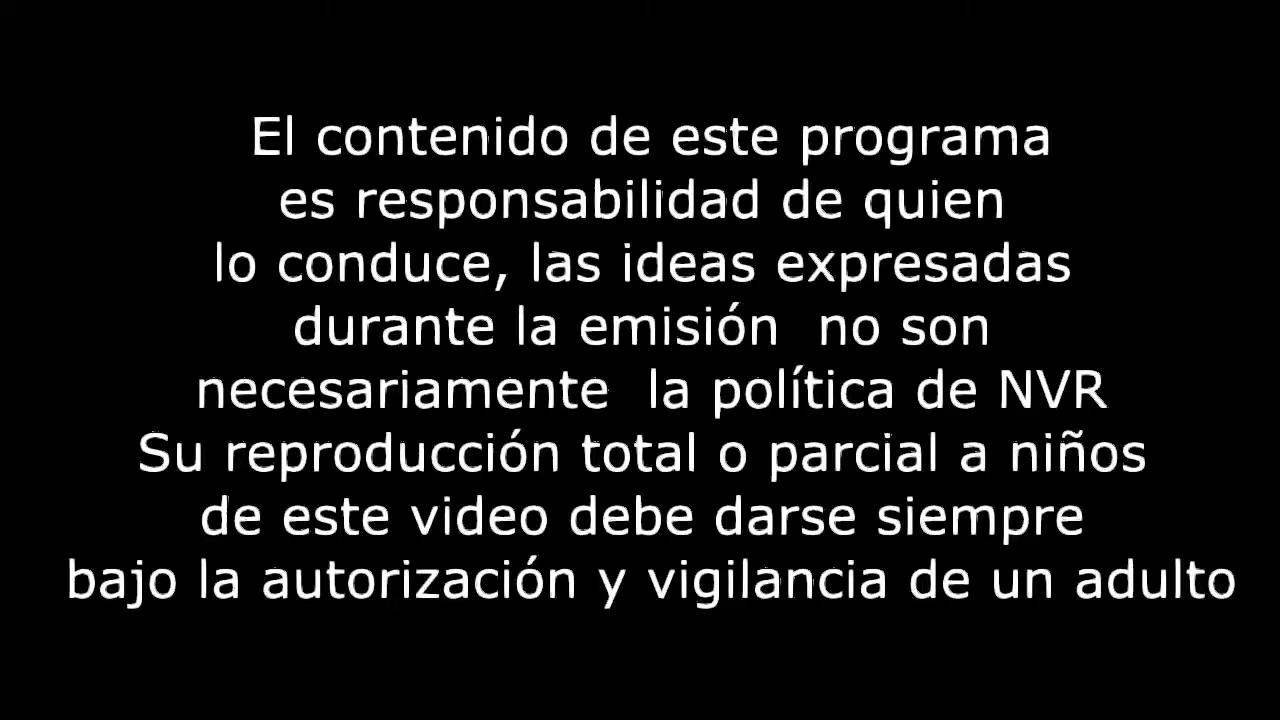 El contenido de este programa
es responsabilidad de quien
lo conduce, las ideas expresadas
durante la emisión  no son
necesariamente  la política de NVR
Su reproducción total o parcial a niños
de este video debe darse siempre
bajo la autorización y vigilancia de un adulto